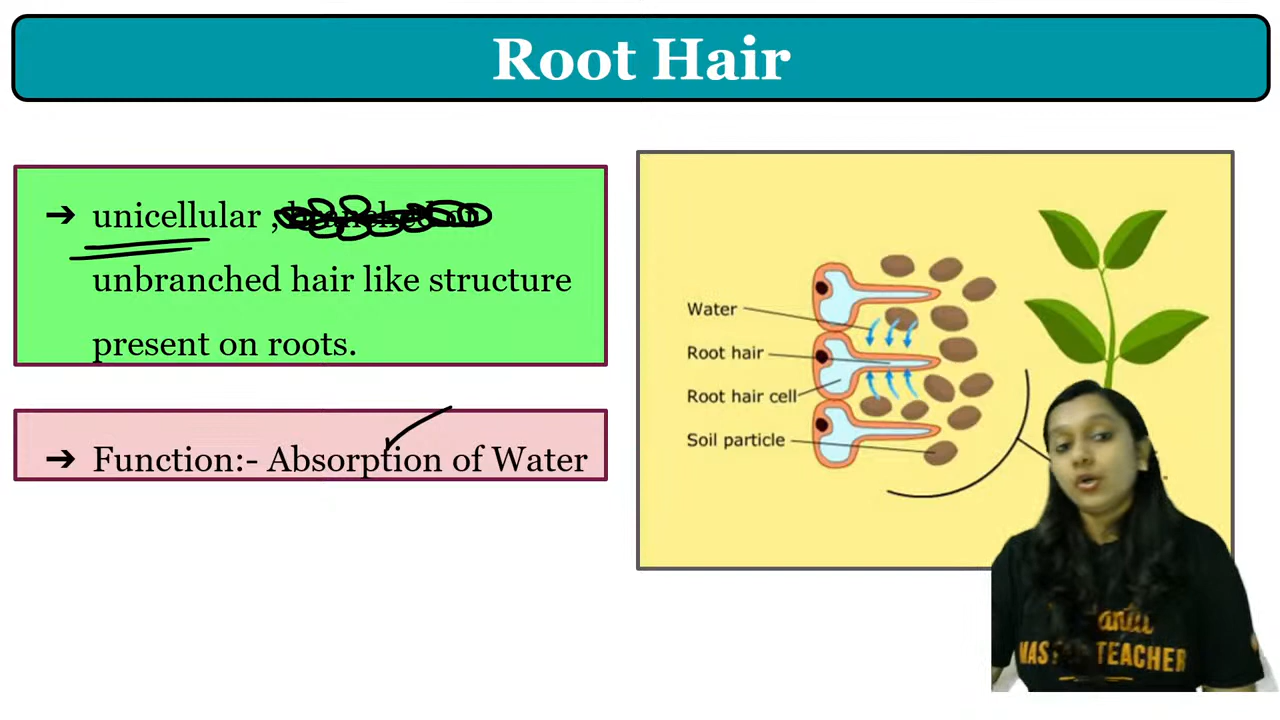 Root Hair
➔ unicellular ,
unbranched hair like structure
present on roots.
➔ Function:- Absorption of Water
Water
Root hair
Root hair cell
Soil particle
TEACHER